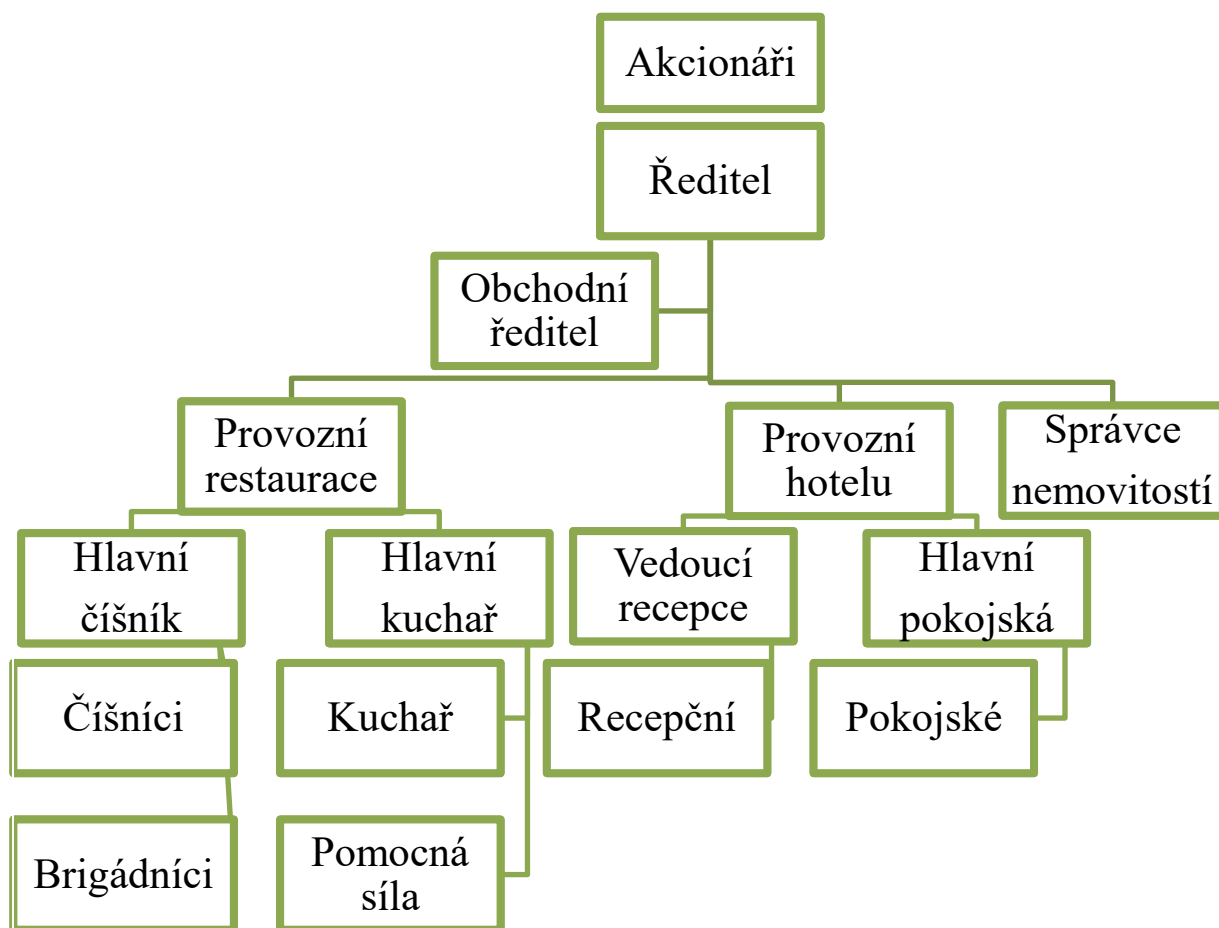 Akcionáři
Ředitel
Obchodní
ředitel
Provozní
restaurace
Provozní
hotelu
Správce
nemovitostí
Hlavní
číšník
Hlavní
kuchař
Vedoucí
recepce
Hlavní
pokojská
Číšníci
Kuchař
Recepční
Pokojské
Brigádníci
Pomocná
síla